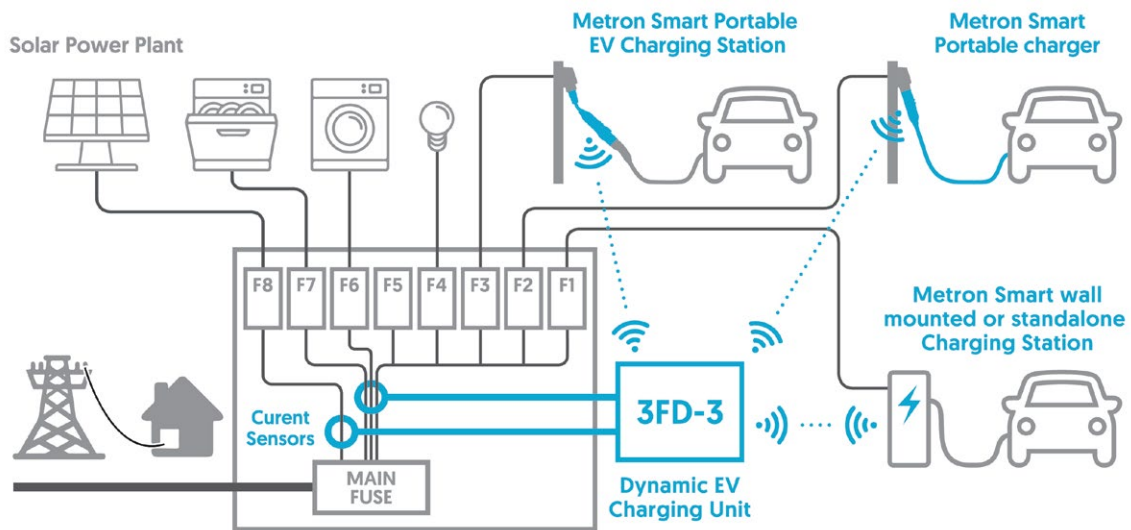 Solar Power Plant
Metron Smart Portable
EV Charging Station
Metron Smart
Portable charger
F8
F7
F6
F5
F4
F3
F2
F1
Metron Smart wall
mounted or standalone
Charging Station
Curent
Sensors
3FD-3
MAIN
FUSE
Dynamic EV
Charging Unit